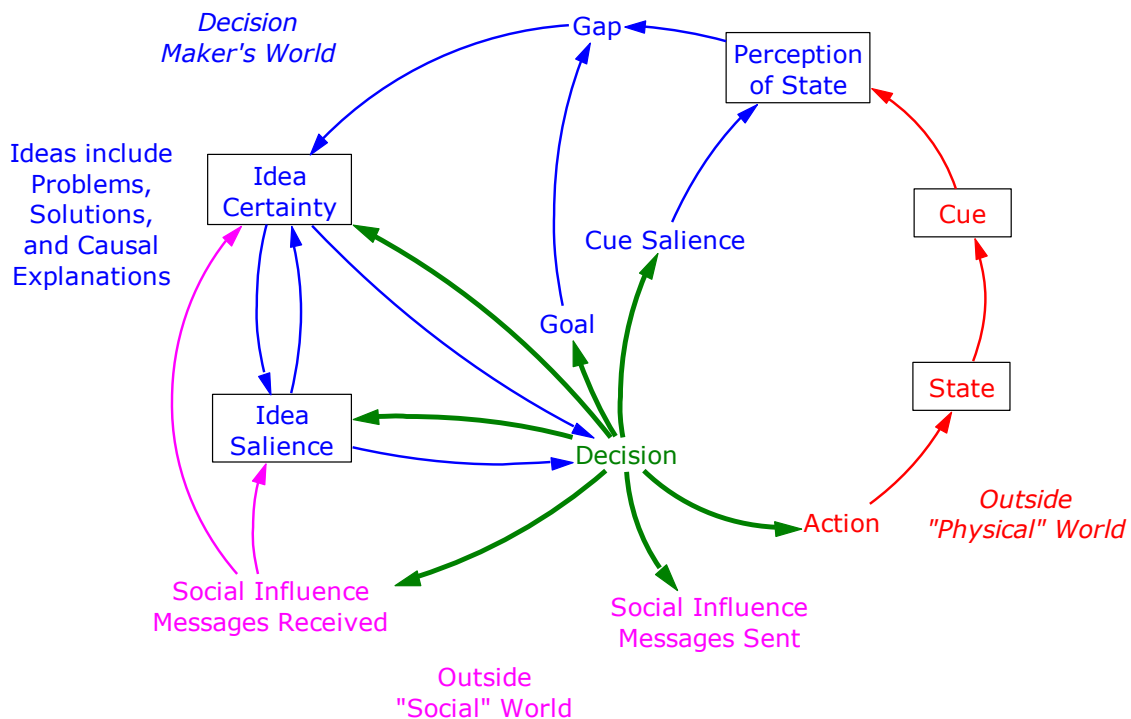 Decision
Maker's World
Gap
Perception
of State
Ideas include
Problems,
Solutions,
and Causal
Explanations
Idea
Certainty
Cue Salience
Cue
Goal
State
Idea
Salience
Decision
Action
Outside
"Physical" World
Social Influence
Messages Received
Social Influence
Messages Sent
Outside
"Social" World